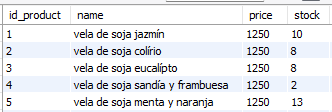 id_product name price stock
1 vela de soja jazmín 1250 10
2 vela de soja colírio 1250 8
3 vela de soja eucalípto 1250 8
4 vela de soja sandía y frambuesa 1250 2
5 vela de soja menta y naranja 1250 13